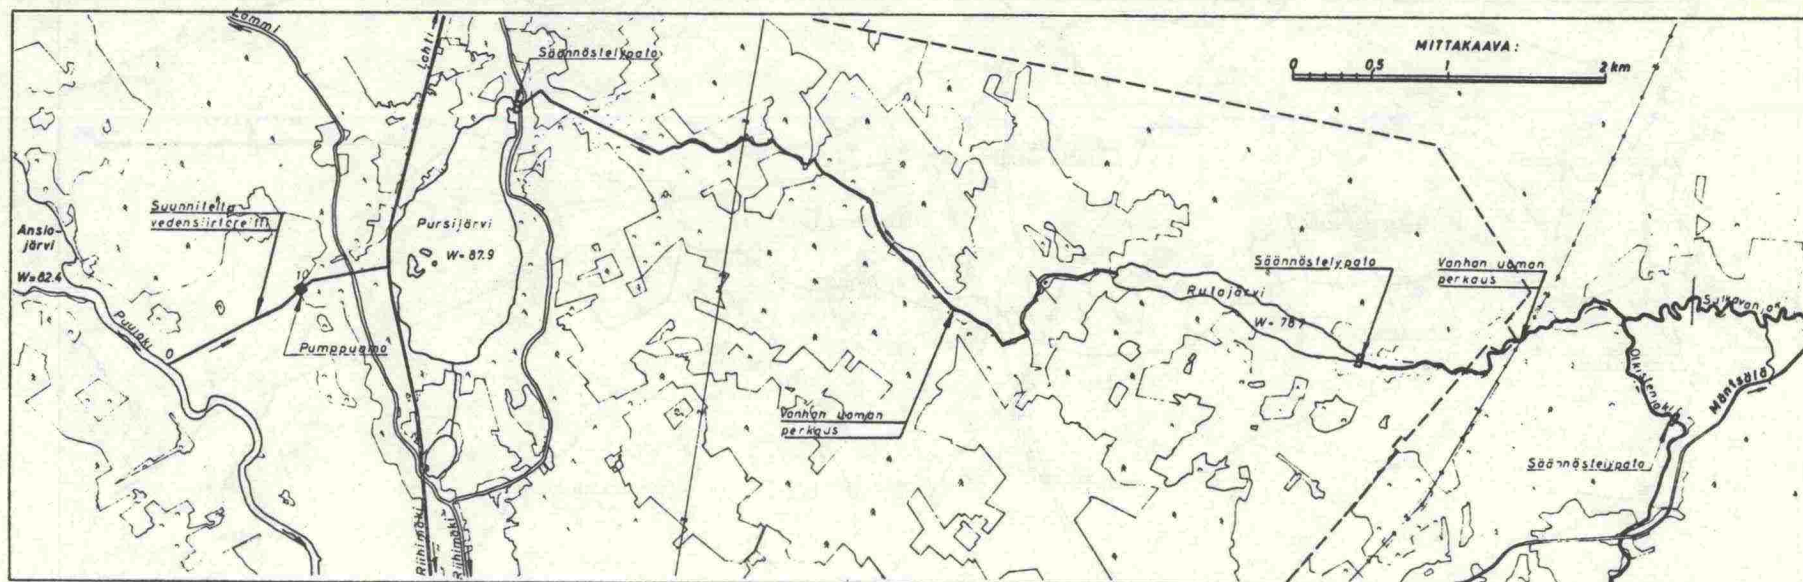 Lammi
Lahti
Säännöstelypato
MITTAKAAVA:
0 0,5 1 2 km
Suunniteltu
vedensiirtoreitti
Ansio-
järvi
W=82.4
Pursijärvi
W= 87.9
10
0
Puujoki
Pumppuamo
Vanhan uoman
perkaus
Rutajärvi
W= 78.7
Säännöstelypato
Vanhan uoman
perkaus
Mäntsälä
Säännöstelypato
Riihimäki
Riihimäki